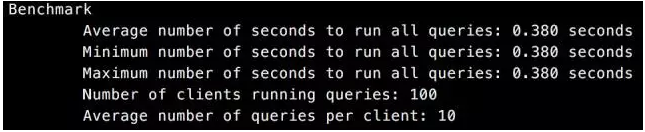 Benchmark
Average number of seconds to run all queries: 0.380 seconds
Minimum number of seconds to run all queries: 0.380 seconds
Maximum number of seconds to run all queries: 0.380 seconds
Number of clients running queries: 100
Average number of queries per client: 10